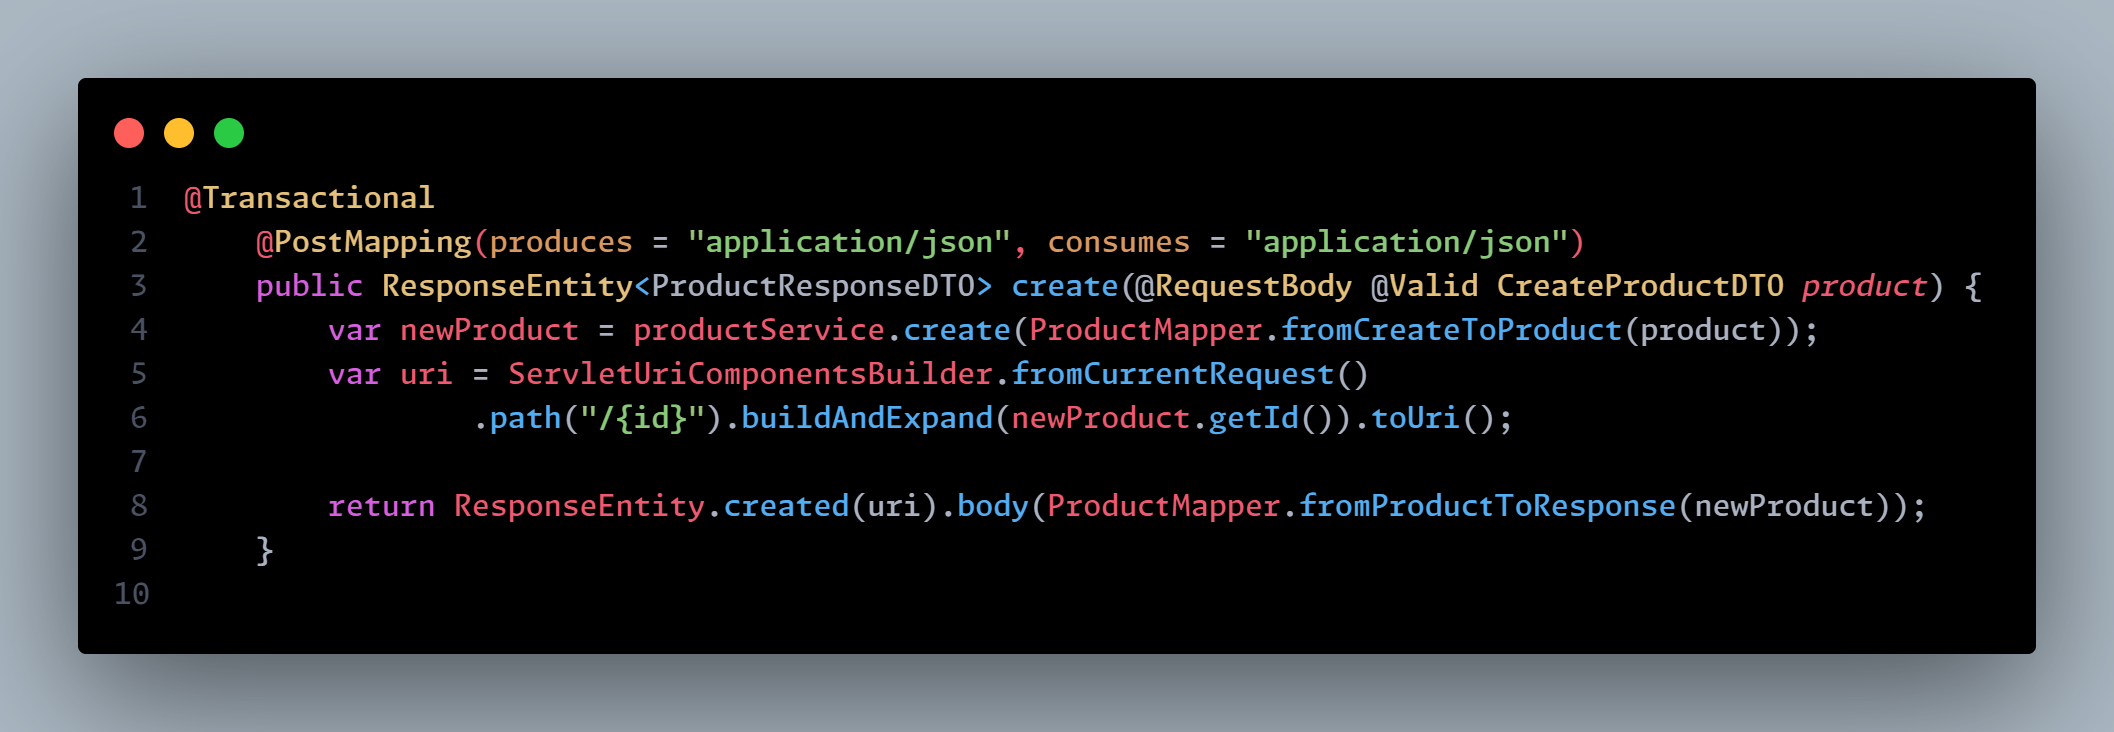 1 @Transactional
2     @PostMapping(produces = "application/json", consumes = "application/json")
3     public ResponseEntity<ProductResponseDTO> create(@RequestBody @Valid CreateProductDTO product) {
4         var newProduct = productService.create(ProductMapper.fromCreateToProduct(product));
5         var uri = ServletUriComponentsBuilder.fromCurrentRequest()
6                 .path("/{id}").buildAndExpand(newProduct.getId()).toUri();
7
8         return ResponseEntity.created(uri).body(ProductMapper.fromProductToResponse(newProduct));
9     }
10